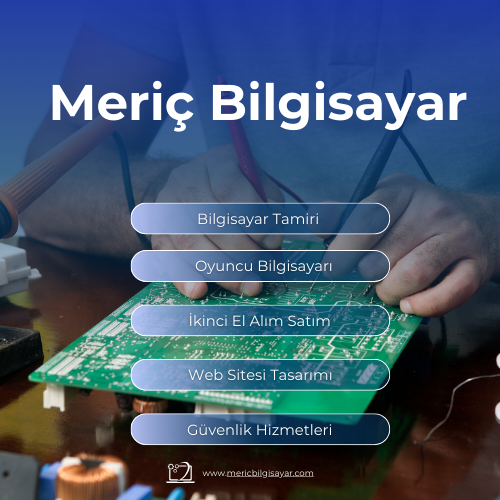 Meriç Bilgisayar
Bilgisayar Tamiri
Oyuncu Bilgisayarı
İkinci El Alım Satım
Web Sitesi Tasarımı
Güvenlik Hizmetleri
www.mericbilgisayar.com